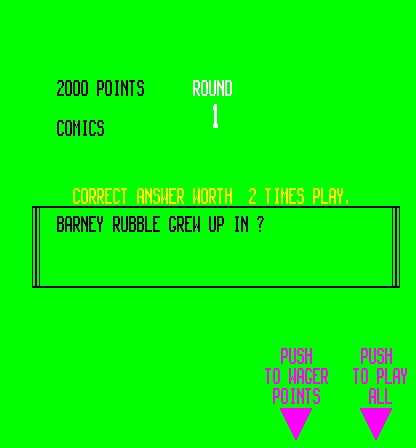 2000 POINTS ROUND
1
COMICS
CORRECT ANSWER WORTH 2 TIMES PLAY.
BARNEY RUBBLE GREW UP IN ?
PUSH TO WAGER POINTS
PUSH TO PLAY ALL